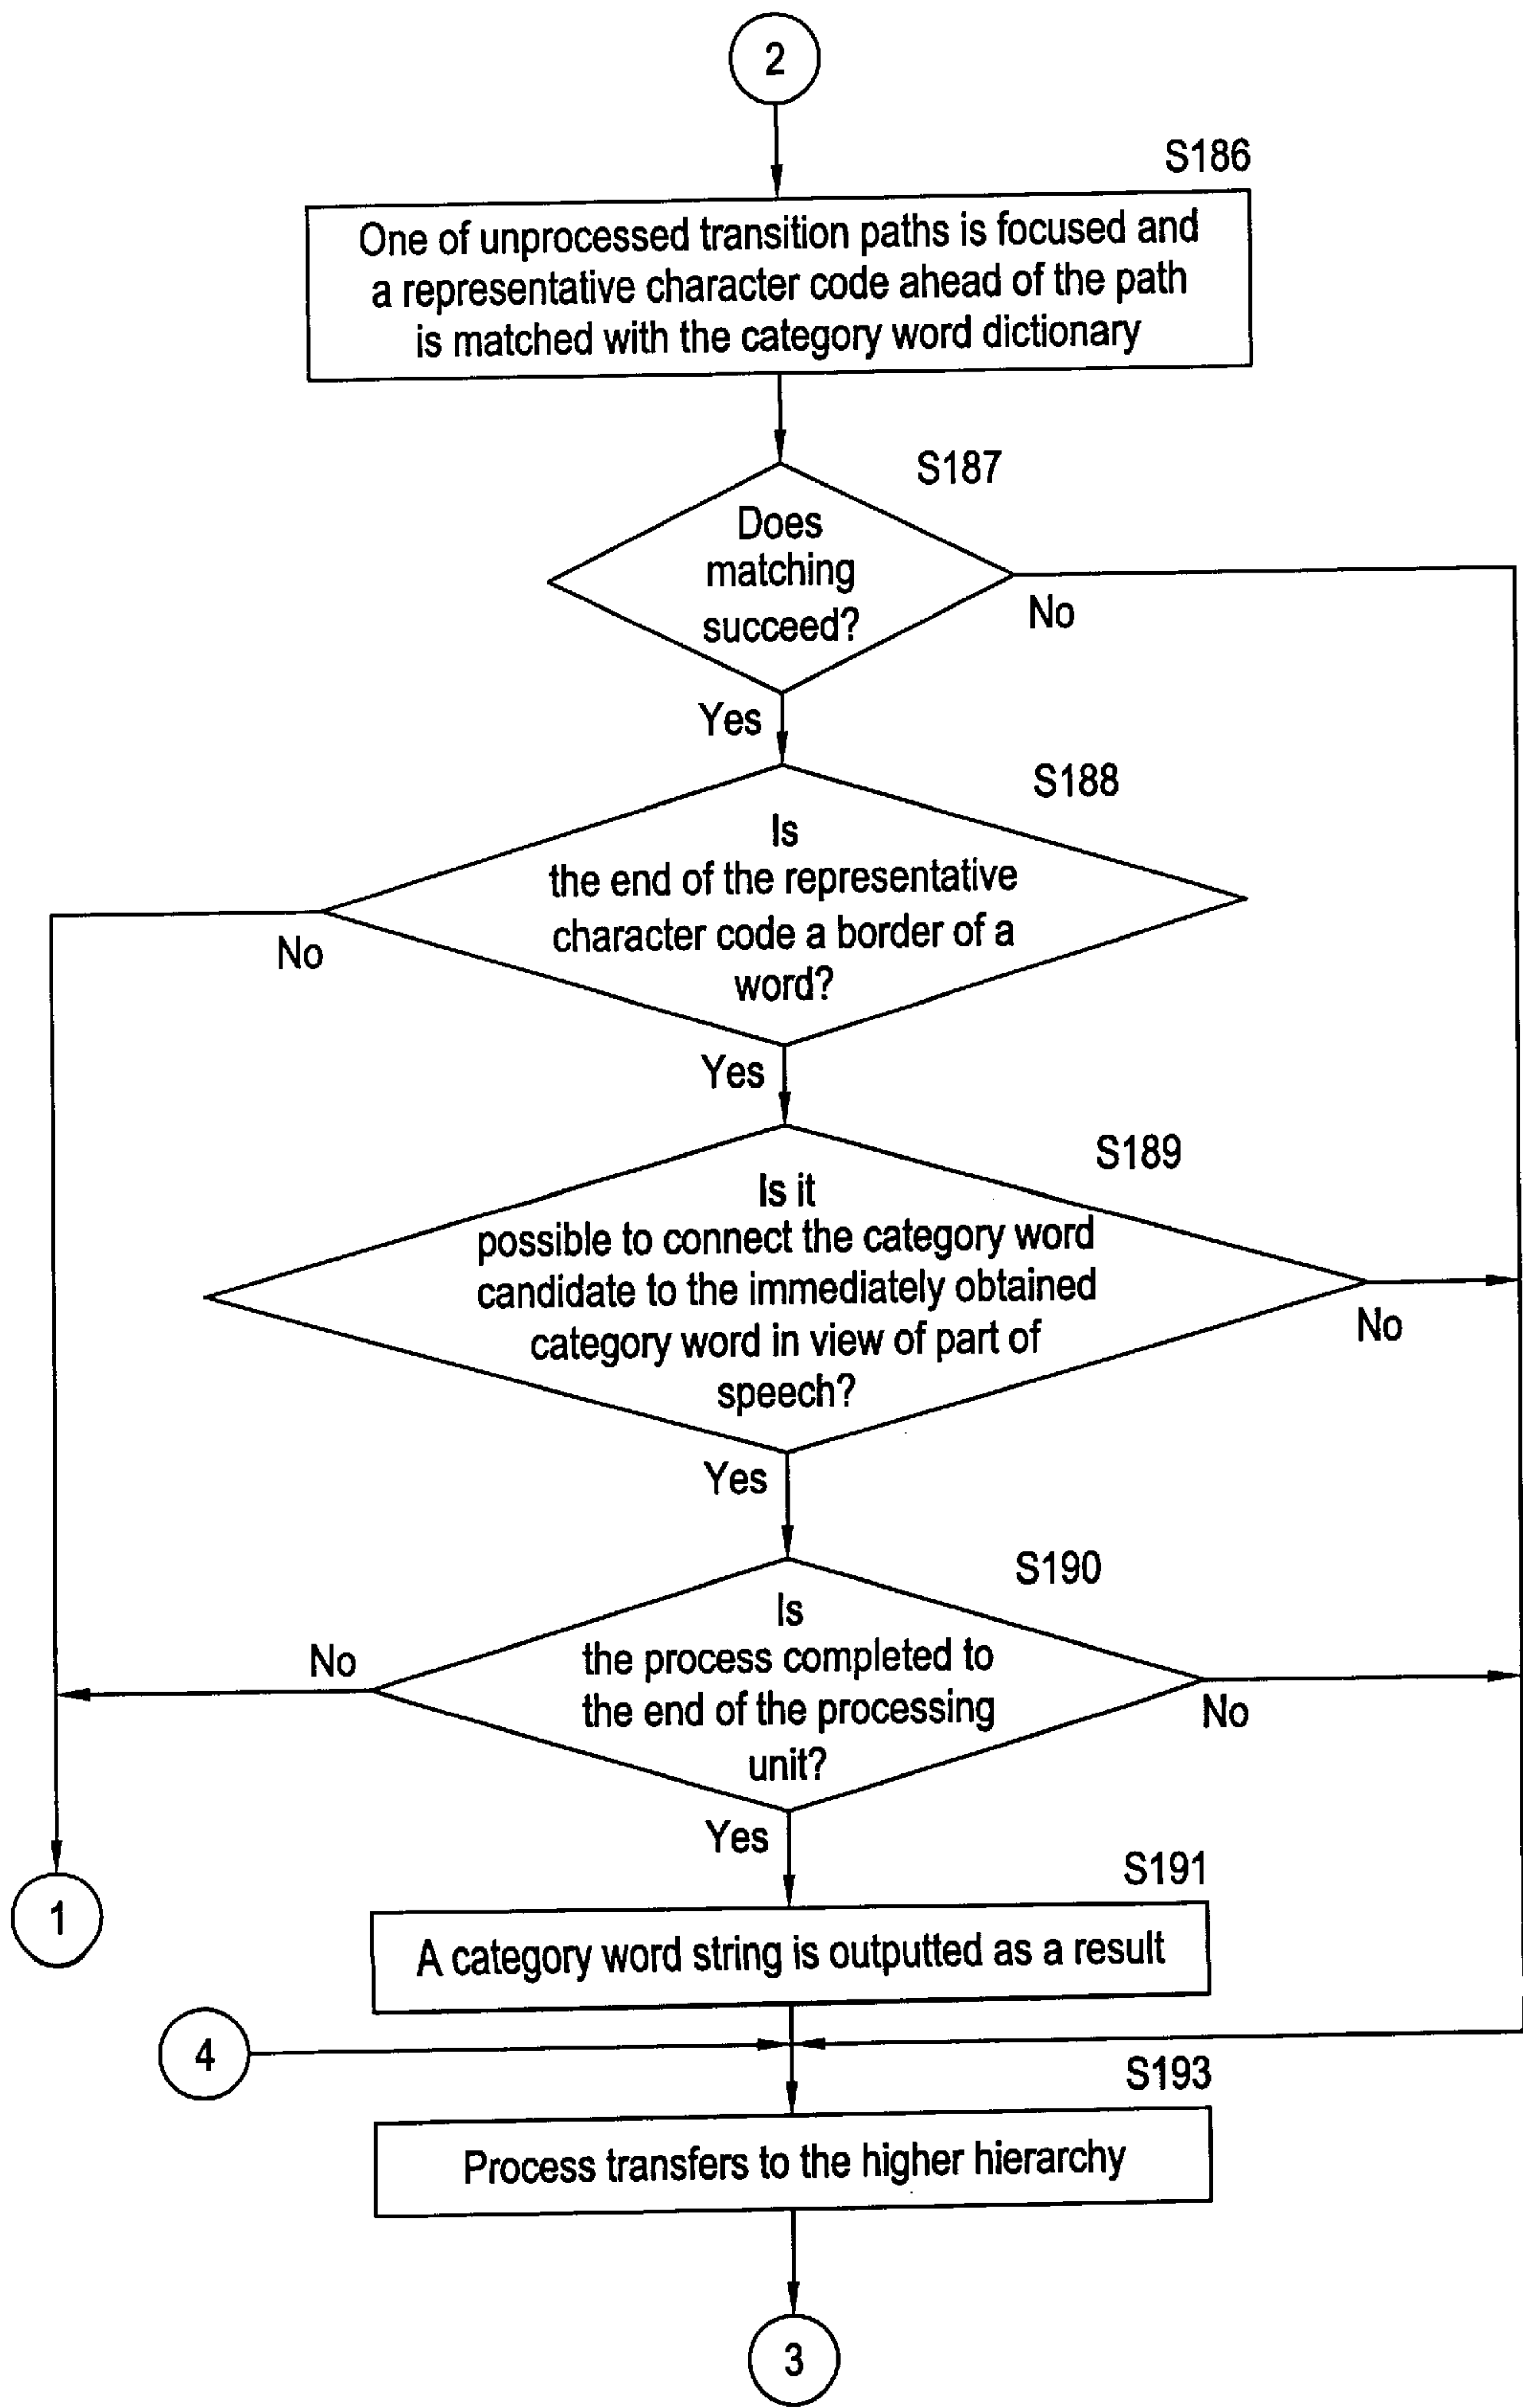 2
S186
One of unprocessed transition paths is focused and
a representative character code ahead of the path
is matched with the category word dictionary
S187
Does
matching
succeed?
No
Yes
S188
Is
the end of the representative
character code a border of a
word?
No
Yes
S189
Is it
possible to connect the category word
candidate to the immediately obtained
category word in view of part of
speech?
No
Yes
S190
Is
the process completed to
the end of the processing
unit?
No
No
Yes
S191
1
A category word string is outputted as a result
4
S193
Process transfers to the higher hierarchy
3